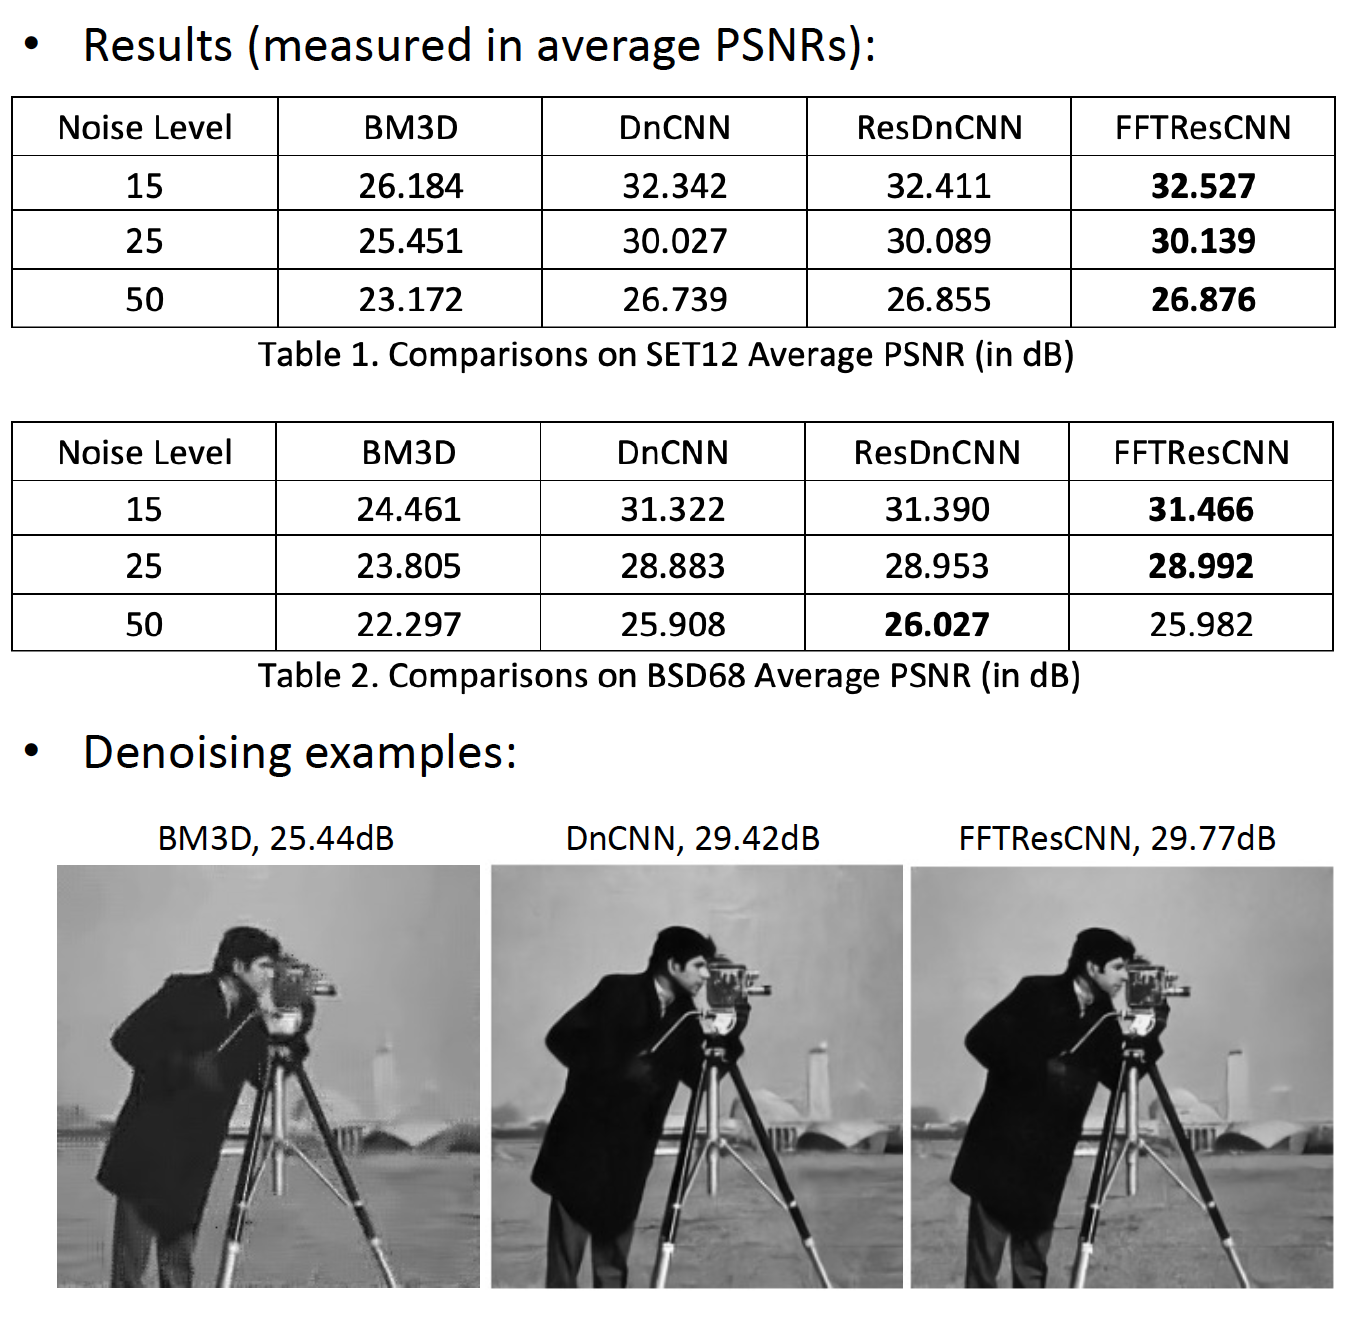 • Results (measured in average PSNRs):
Noise Level BM3D DnCNN ResDnCNN FFTResCNN
15 26.184 32.342 32.411 32.527
25 25.451 30.027 30.089 30.139
50 23.172 26.739 26.855 26.876
Table 1. Comparisons on SET12 Average PSNR (in dB)
Noise Level BM3D DnCNN ResDnCNN FFTResCNN
15 24.461 31.322 31.390 31.466
25 23.805 28.883 28.953 28.992
50 22.297 25.908 26.027 25.982
Table 2. Comparisons on BSD68 Average PSNR (in dB)
• Denoising examples:
BM3D, 25.44dB DnCNN, 29.42dB FFTResCNN, 29.77dB